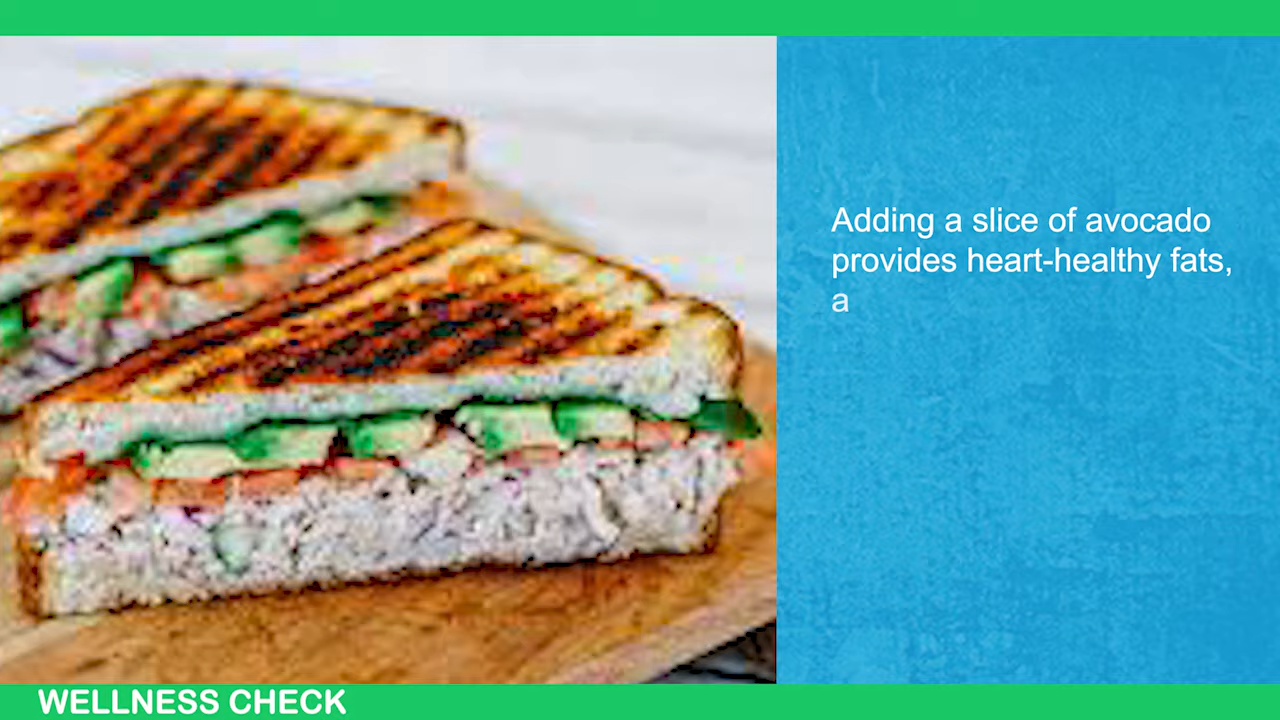 Adding a slice of avocado
provides heart-healthy fats,
a
WELLNESS CHECK